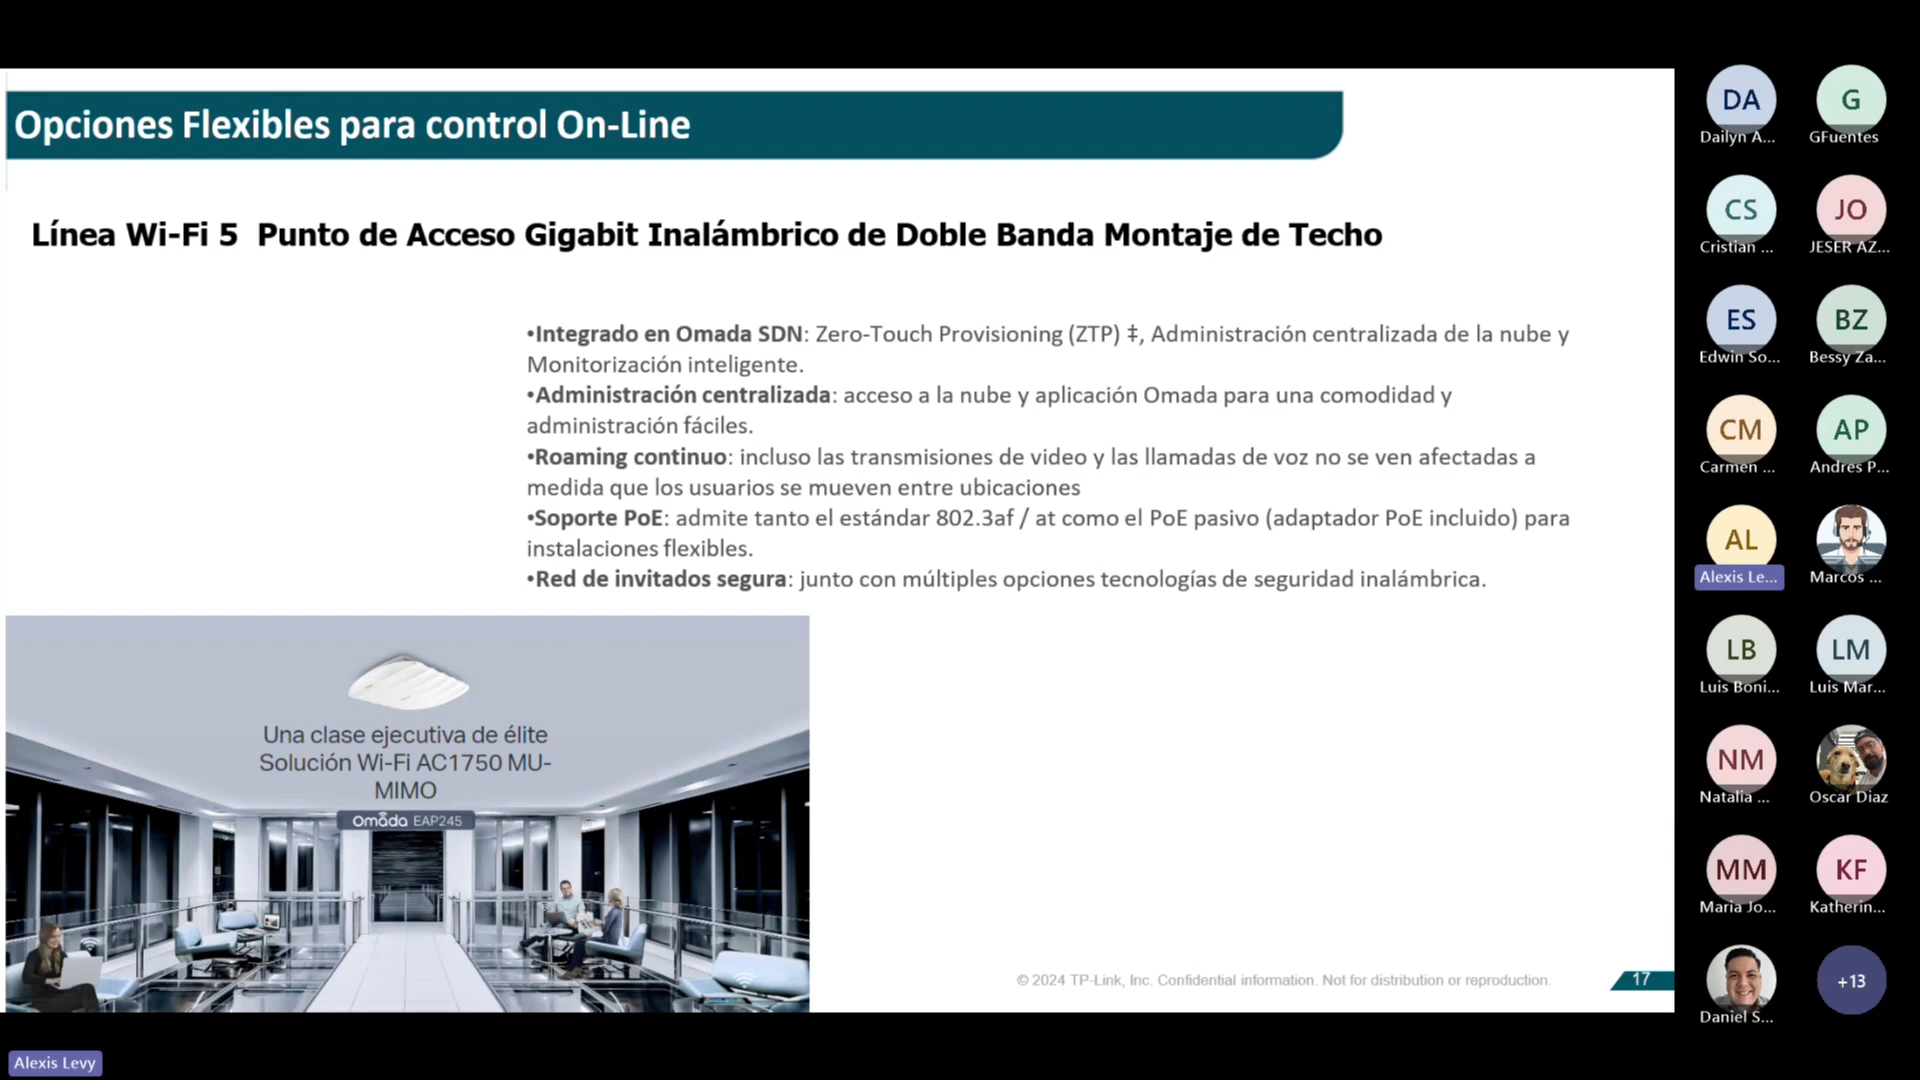 Opciones Flexibles para control On-Line
Línea Wi-Fi 5 Punto de Acceso Gigabit Inalámbrico de Doble Banda Montaje de Techo
•Integrado en Omada SDN: Zero-Touch Provisioning (ZTP) ‡, Administración centralizada de la nube y
Monitorización inteligente.
•Administración centralizada: acceso a la nube y aplicación Omada para una comodidad y
administración fáciles.
•Roaming continuo: incluso las transmisiones de video y las llamadas de voz no se ven afectadas a
medida que los usuarios se mueven entre ubicaciones
•Soporte PoE: admite tanto el estándar 802.3af / at como el PoE pasivo (adaptador PoE incluido) para
instalaciones flexibles.
•Red de invitados segura: junto con múltiples opciones tecnologías de seguridad inalámbrica.
Una clase ejecutiva de élite
Solución Wi-Fi AC1750 MU-
MIMO
Omada EAP245
© 2024 TP-Link, Inc. Confidential information. Not for distribution or reproduction.
17
Alexis Levy
DA
Dailyn A...
G
GFuentes
CS
Cristian ...
JO
JESER AZ...
ES
Edwin So...
BZ
Bessy Za...
CM
Carmen ...
AP
Andres P...
AL
Alexis Le...
Marcos ...
LB
Luis Boni...
LM
Luis Mar...
NM
Natalia ...
Oscar Diaz
MM
Maria Jo...
KF
Katherin...
Daniel S...
+13